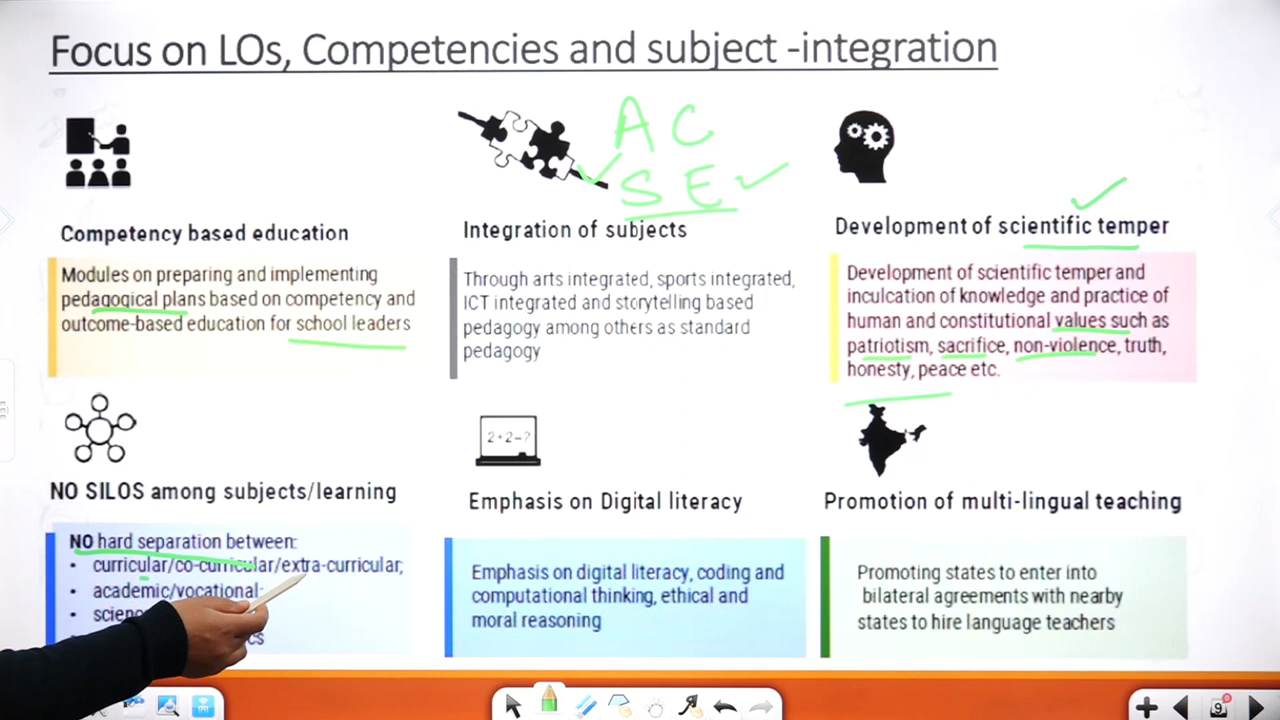 Focus on LOs, Competencies and subject -integration
A C
S E
Competency based education
Modules on preparing and implementing
pedagogical plans based on competency and
outcome-based education for school leaders
Integration of subjects
Through arts integrated, sports integrated,
ICT integrated and storytelling based
pedagogy among others as standard
pedagogy
Development of scientific temper
Development of scientific temper and
inculcation of knowledge and practice of
human and constitutional values such as
patriotism, sacrifice, non-violence, truth,
honesty, peace etc.
NO SILOS among subjects/learning
NO hard separation between:
• curricular/co-curricular/extra-curricular;
• academic/vocational;
2+2=?
Emphasis on Digital literacy
Emphasis on digital literacy, coding and
computational thinking, ethical and
moral reasoning
Promotion of multi-lingual teaching
Promoting states to enter into
bilateral agreements with nearby
states to hire language teachers
9